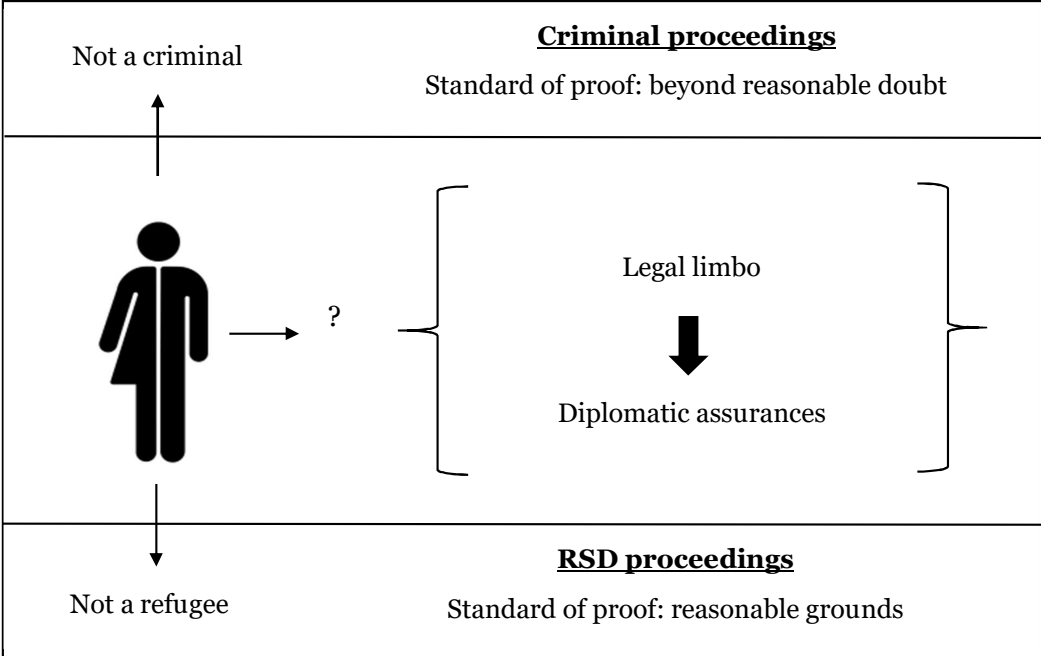 Not a criminal
Criminal proceedings
Standard of proof: beyond reasonable doubt
?
Legal limbo
Diplomatic assurances
Not a refugee
RSD proceedings
Standard of proof: reasonable grounds